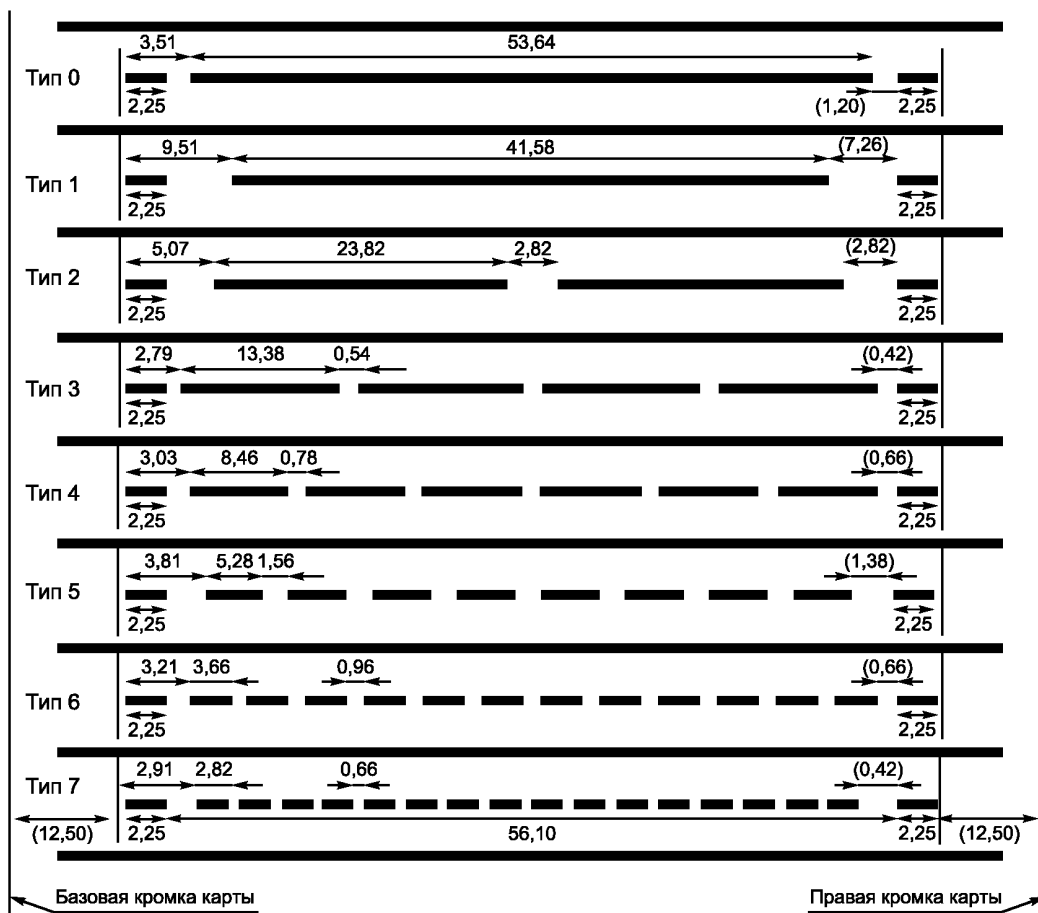 3,51 53,64
Тип 0
2,25 (1,20) 2,25
9,51 41,58 (7,26)
Тип 1
2,25 2,25
5,07 23,82 2,82 (2,82)
Тип 2
2,25 2,25
2,79 13,38 0,54 (0,42)
Тип 3
2,25 2,25
3,03 8,46 0,78 (0,66)
Тип 4
2,25 2,25
3,81 5,28 1,56 (1,38)
Тип 5
2,25 2,25
3,21 3,66 0,96 (0,66)
Тип 6
2,25 2,25
2,91 2,82 0,66 (0,42)
Тип 7
(12,50) 2,25 56,10 2,25 (12,50)
Базовая кромка карты Правая кромка карты